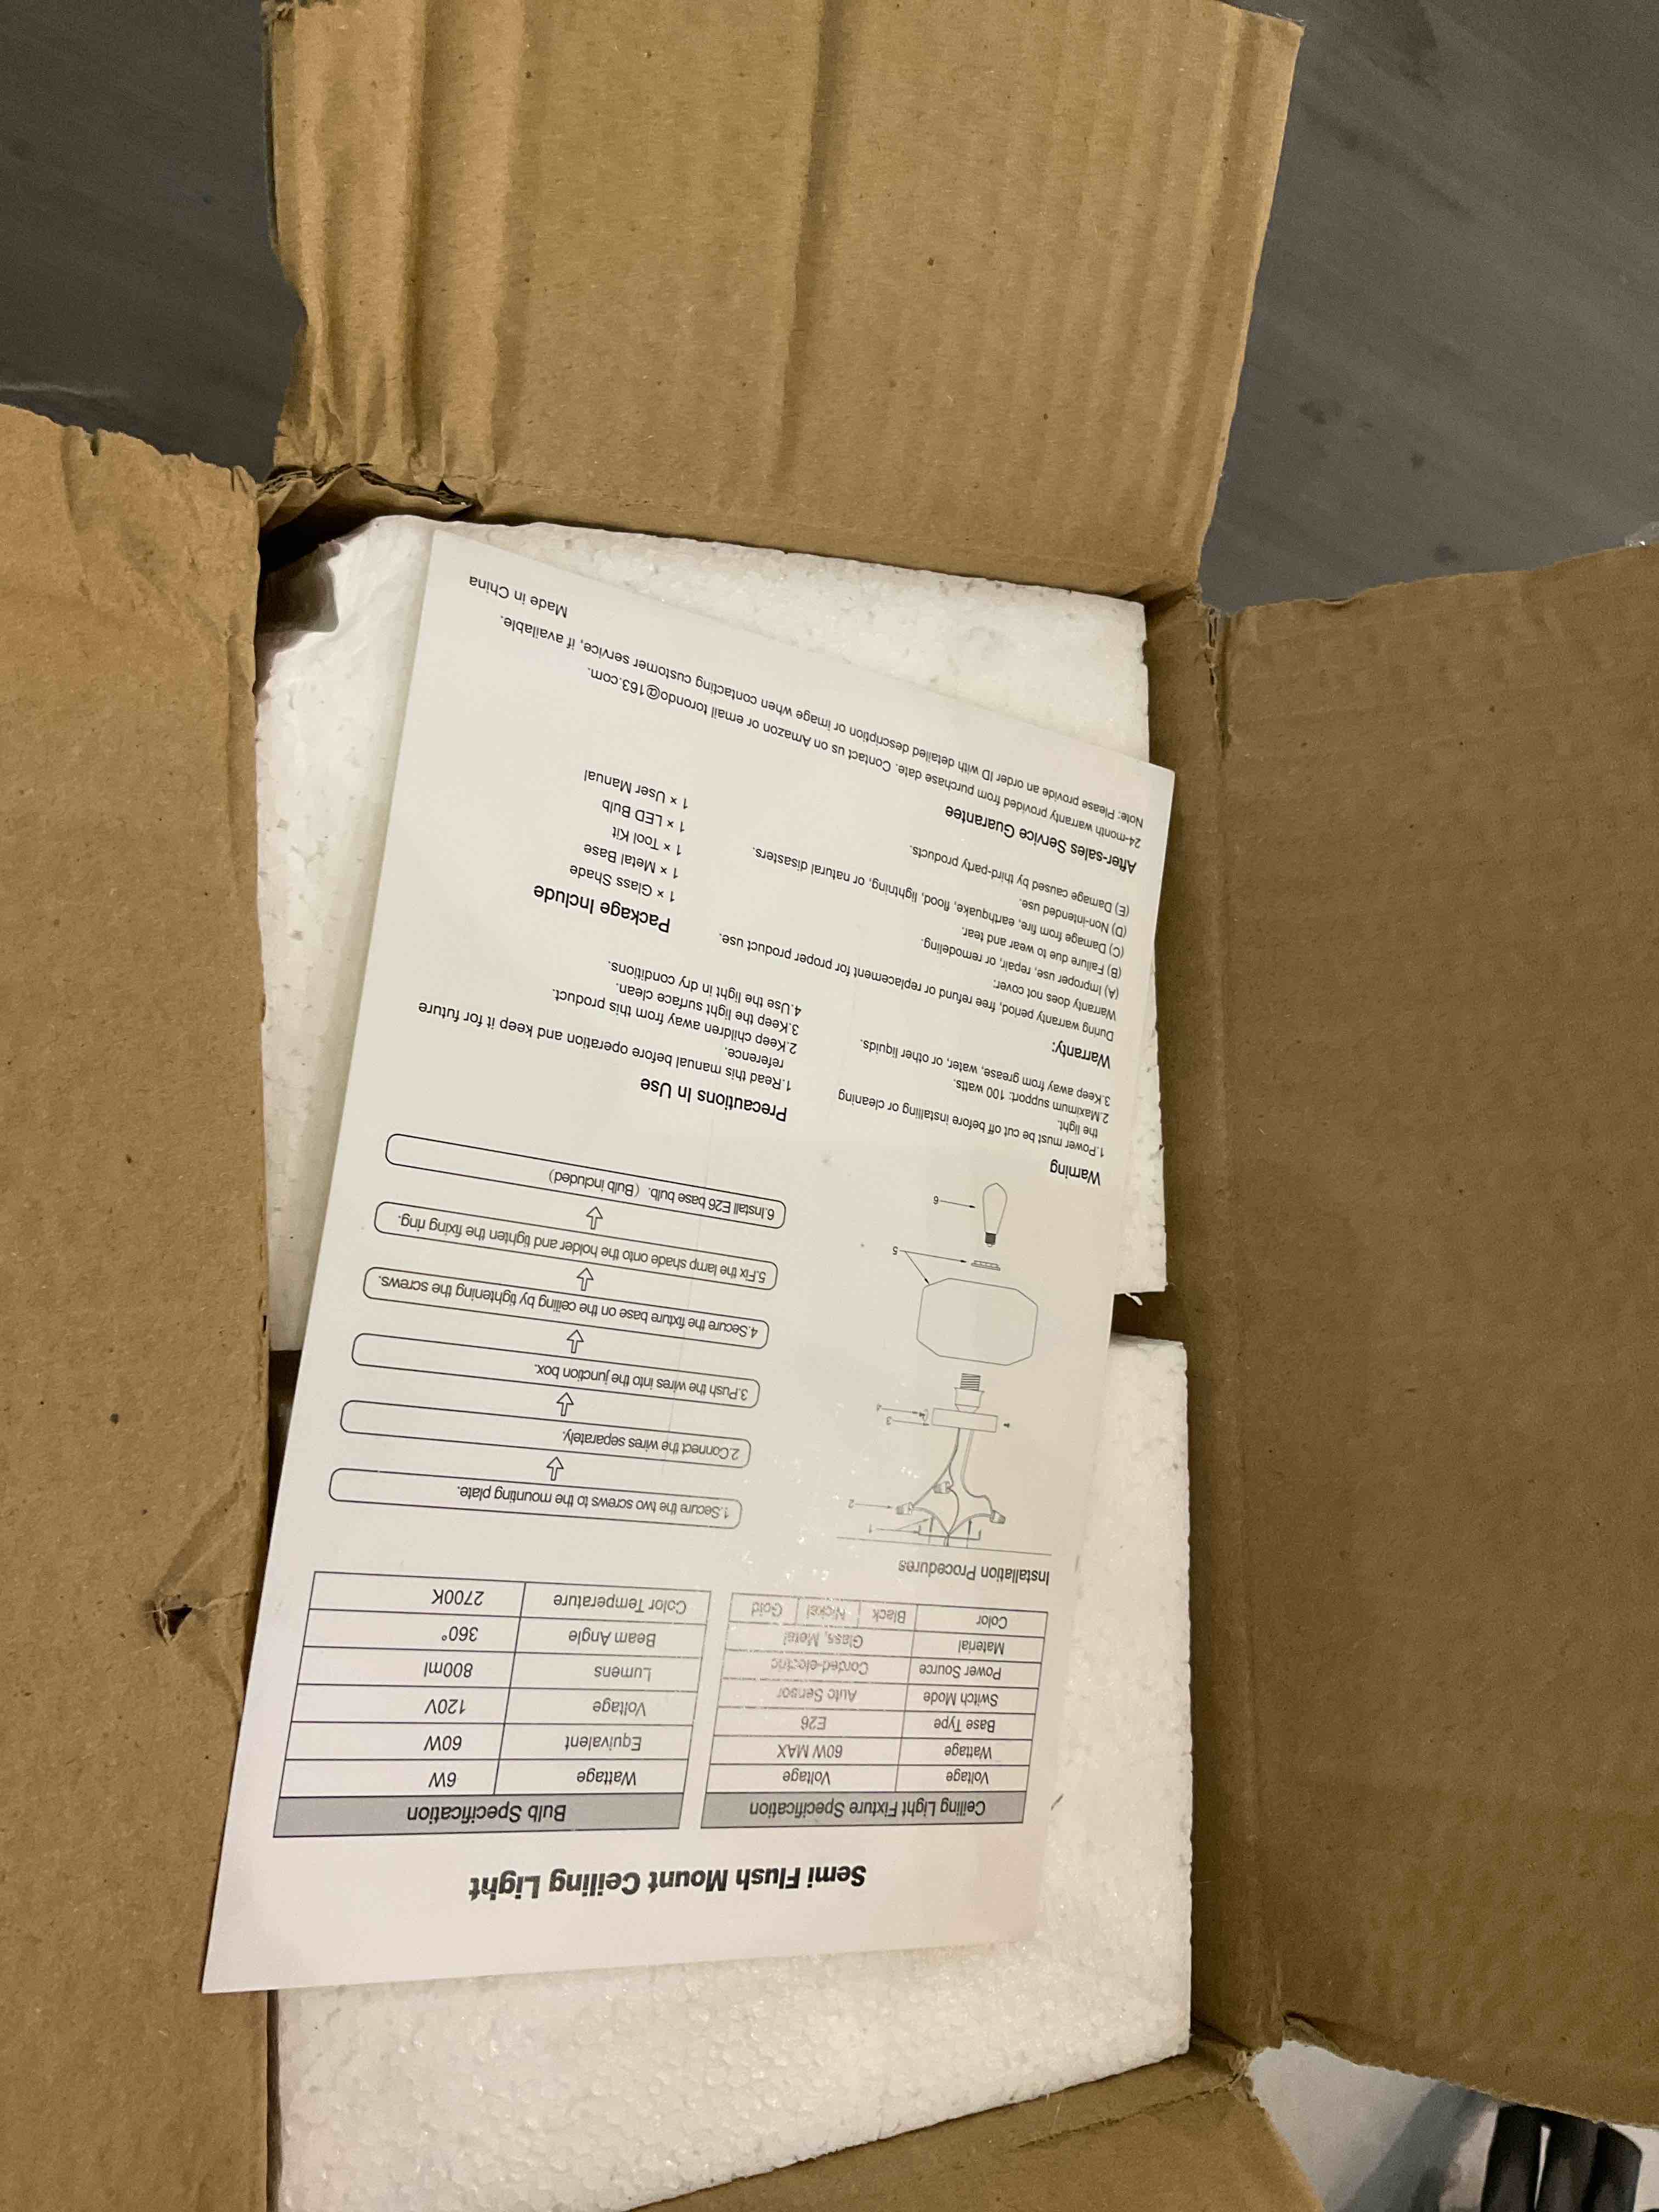 Semi Flush Mount Ceiling Light
Ceiling Light Fixture Specification
Voltage Voltage
Wattage 60W MAX
Base Type E26
Switch Mode Auto Sensor
Power Source Corded-electric
Material Glass, Metal
Color Black Nickel Gold
Bulb Specification
Wattage 6W
Equivalent 60W
Voltage 120V
Lumens 800ml
Beam Angle 360°
Color Temperature 2700K
Installation Procedures
1
2
3
4
5
6
1.Secure the two screws to the mounting plate.
2.Connect the wires separately.
3.Push the wires into the junction box.
4.Secure the fixture base on the ceiling by tightening the screws.
5.Fix the lamp shade onto the holder and tighten the fixing ring.
6.Install E26 base bulb. (Bulb included)
Warning
1.Power must be cut off before installing or cleaning
the light.
2.Maximum support: 100 watts.
3.Keep away from grease, water, or other liquids.
Precautions In Use
1.Read this manual before operation and keep it for future
reference.
2.Keep children away from this product.
3.Keep the light surface clean.
4.Use the light in dry conditions.
Warranty:
During warranty period, free refund or replacement for proper product use.
Warranty does not cover:
(A) Improper use, repair, or remodeling.
(B) Failure due to wear and tear.
(C) Damage from fire, earthquake, flood, lightning, or natural disasters.
(D) Non-intended use.
(E) Damage caused by third-party products.
Package Include
1 × Glass Shade
1 × Metal Base
1 × Tool Kit
1 × LED Bulb
1 × User Manual
After-sales Service Guarantee
24-month warranty provided from purchase date. Contact us on Amazon or email torondo@163.com.
Note: Please provide an order ID with detailed description or image when contacting customer service, if available.
Made in China